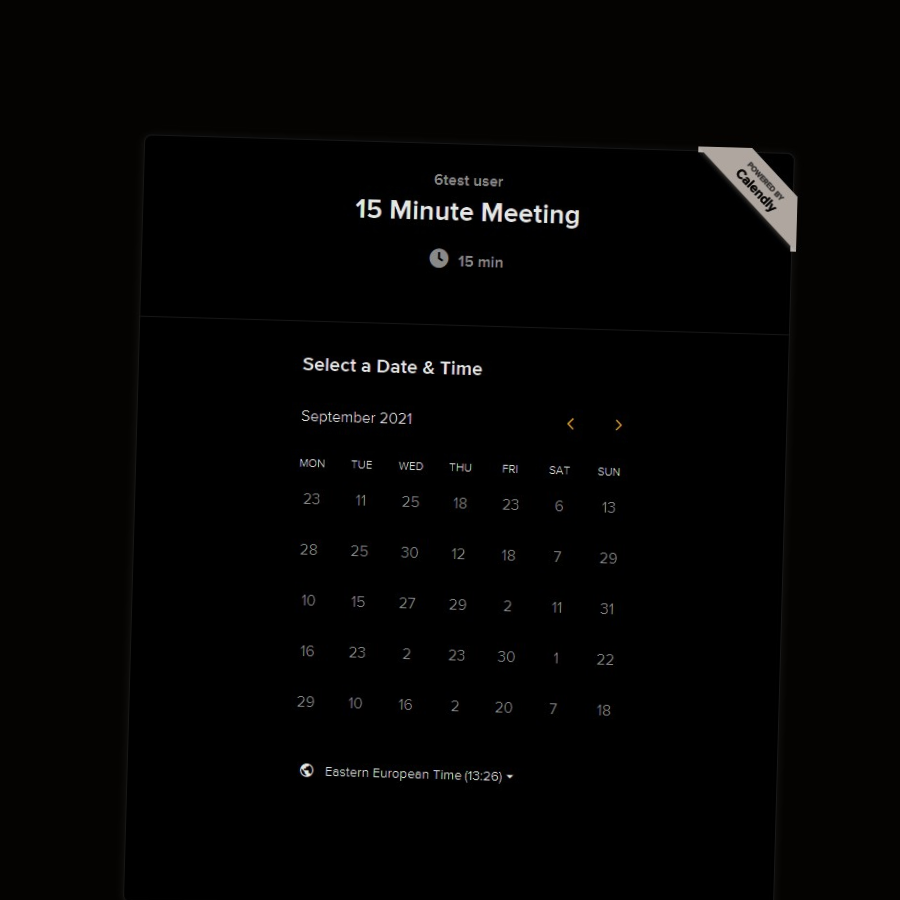 POWERED BY
Calendly
6test user
15 Minute Meeting
15 min
Select a Date & Time
September 2021
MON TUE WED THU FRI SAT SUN
23 11 25 18 23 6 13
28 25 30 12 18 7 29
10 15 27 29 2 11 31
16 23 2 23 30 1 22
29 10 16 2 20 7 18
Eastern European Time (13:26)